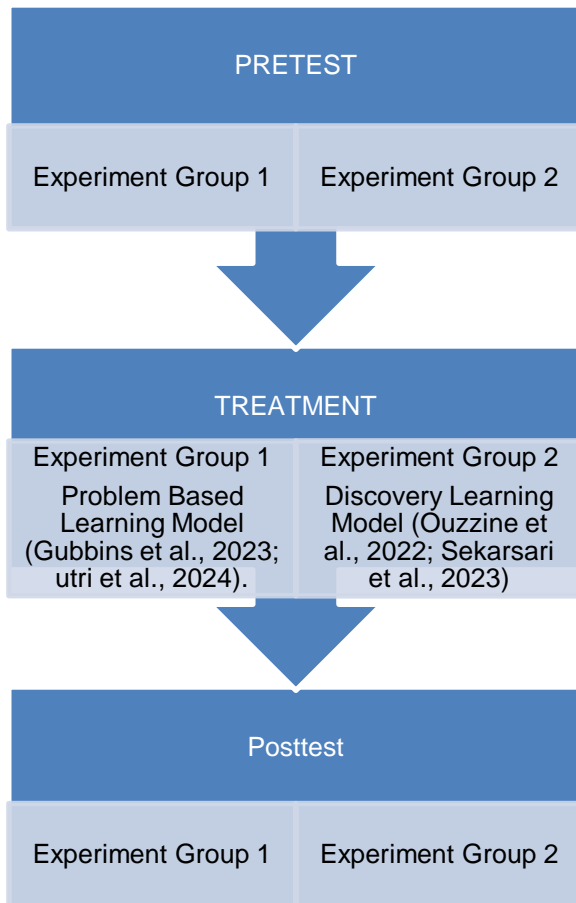 PRETEST
Experiment Group 1
Experiment Group 2
TREATMENT
Experiment Group 1
Problem Based
Learning Model
(Gubbins et al., 2023;
utri et al., 2024).
Experiment Group 2
Discovery Learning
Model (Ouzzine et
al., 2022; Sekarsari
et al., 2023)
Posttest
Experiment Group 1
Experiment Group 2